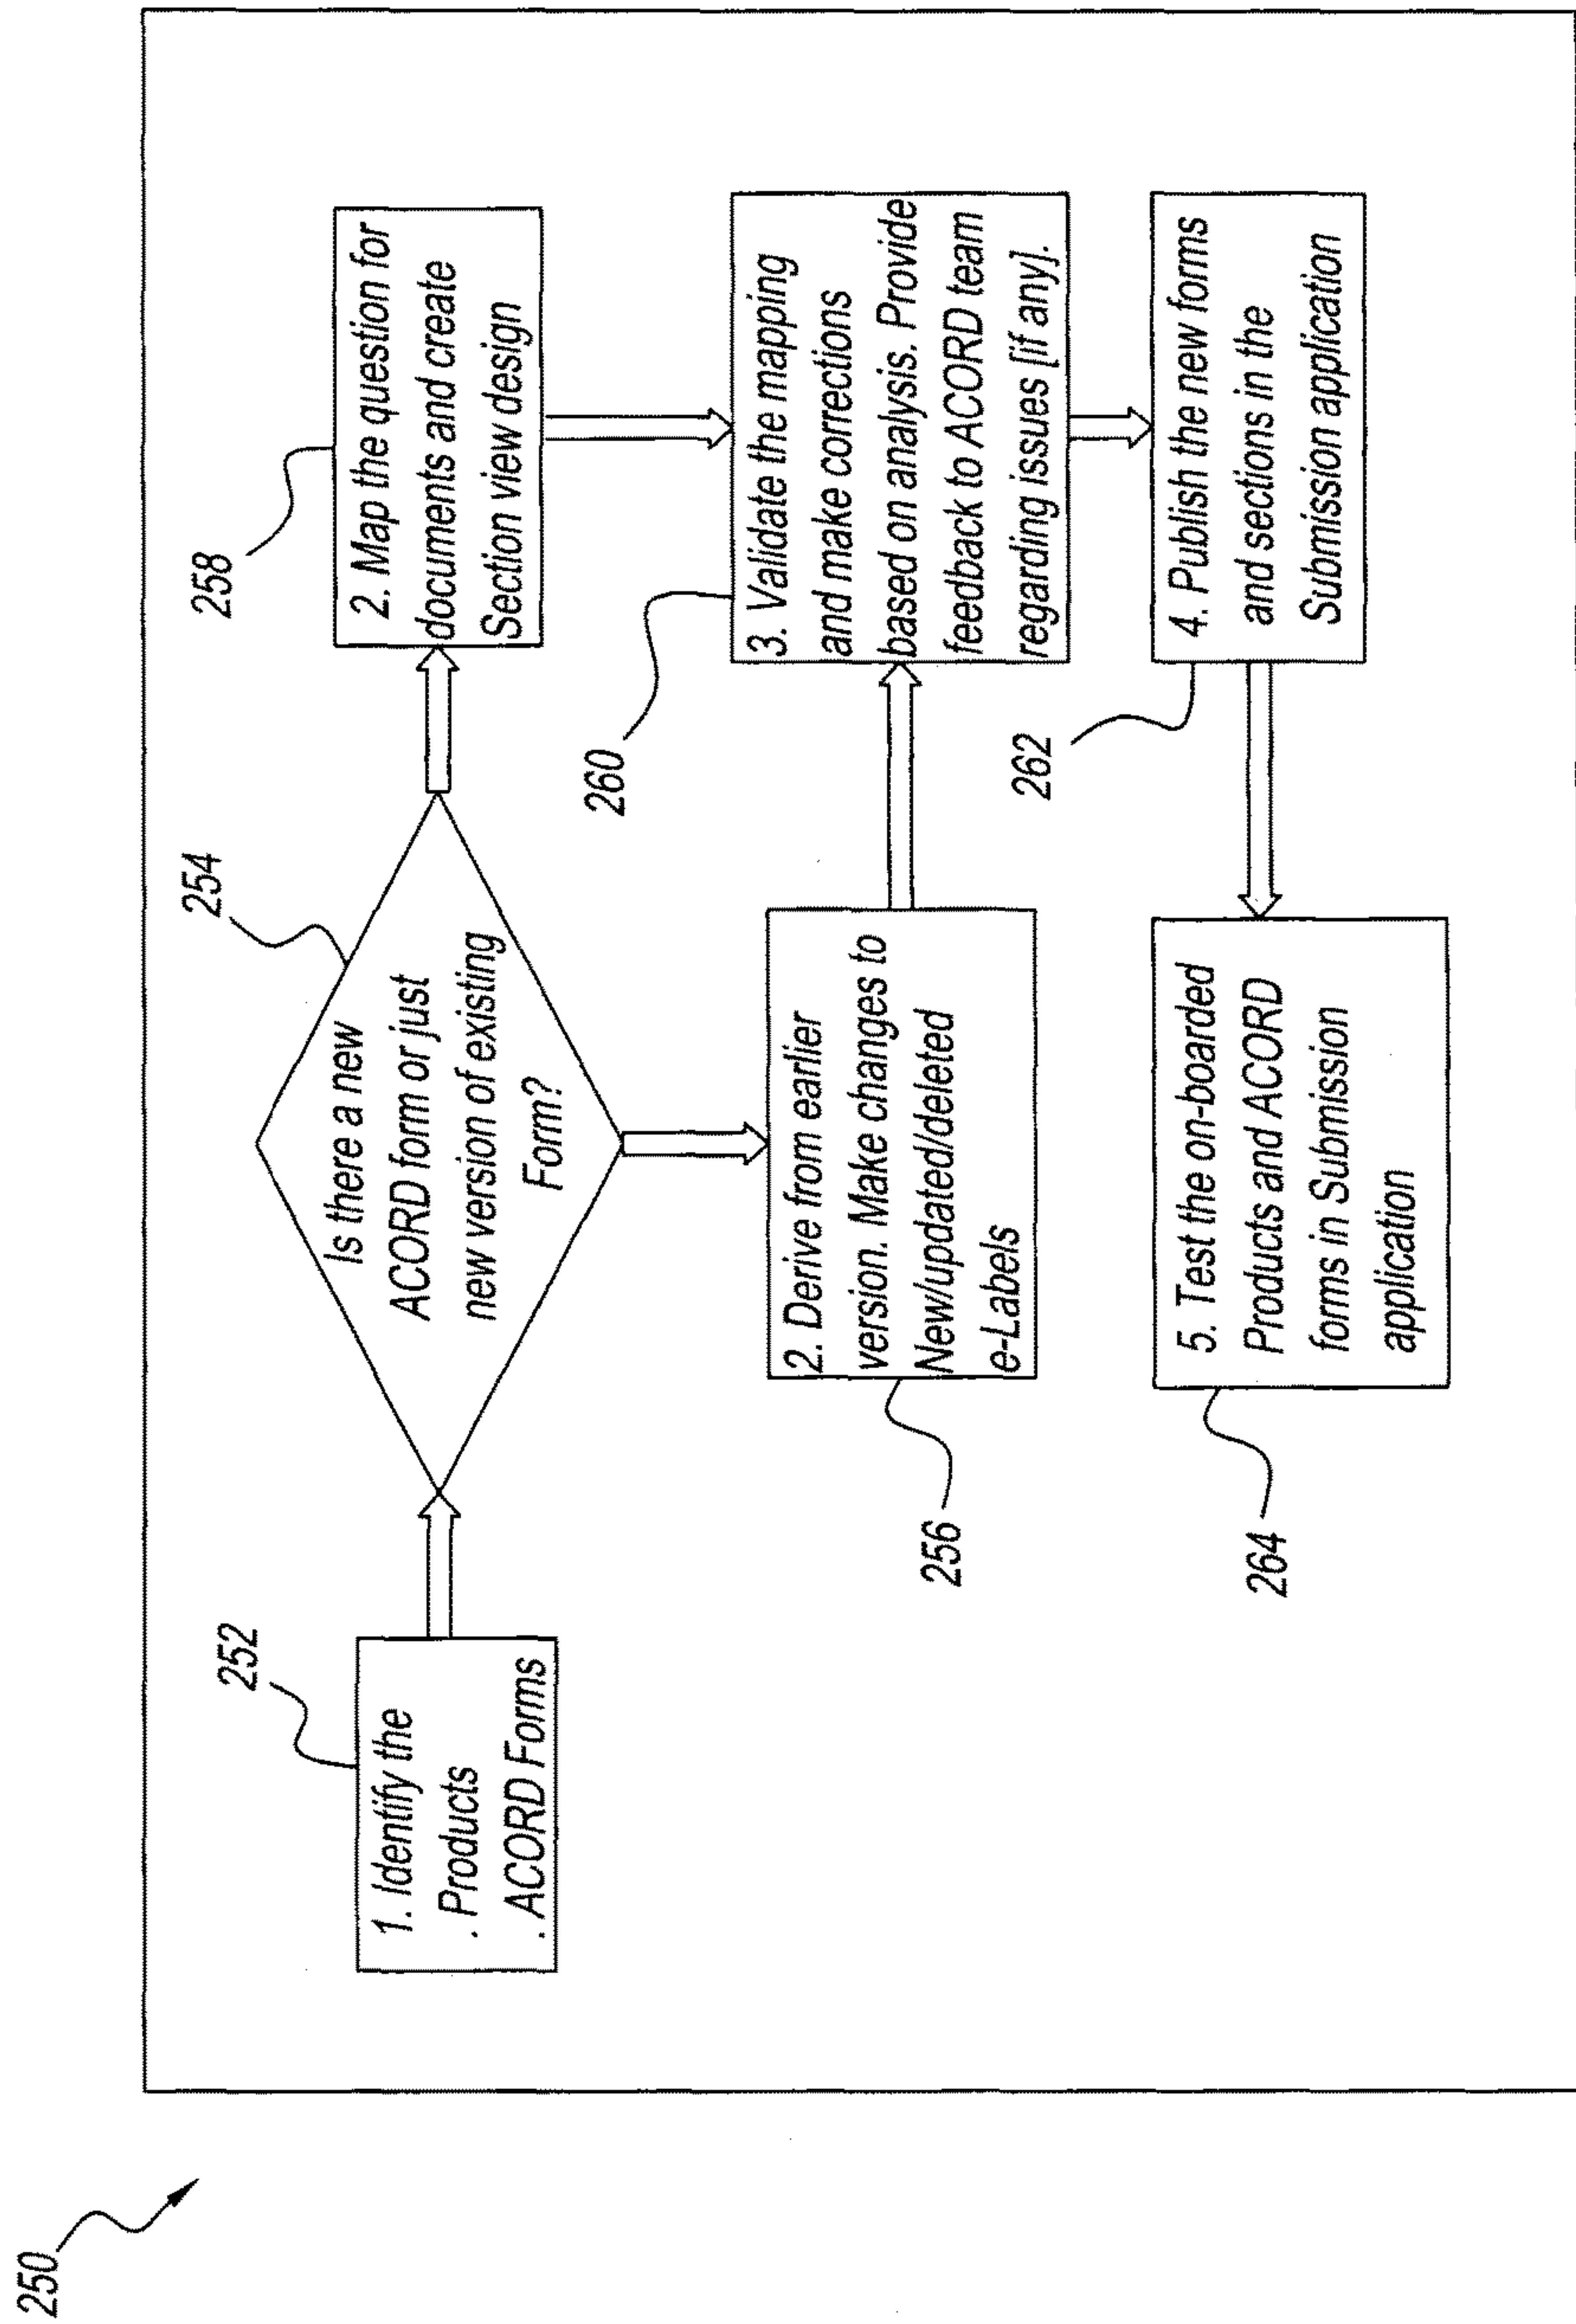 250
252
1. Identify the
. Products
. ACORD Forms
254
Is there a new
ACORD form or just
new version of existing
Form?
258
2. Map the question for
documents and create
Section view design
256
2. Derive from earlier
version. Make changes to
New/updated/deleted
e-Labels
260
3. Validate the mapping
and make corrections
based on analysis. Provide
feedback to ACORD team
regarding issues [if any].
262
4. Publish the new forms
and sections in the
Submission application
264
5. Test the on-boarded
Products and ACORD
forms in Submission
application